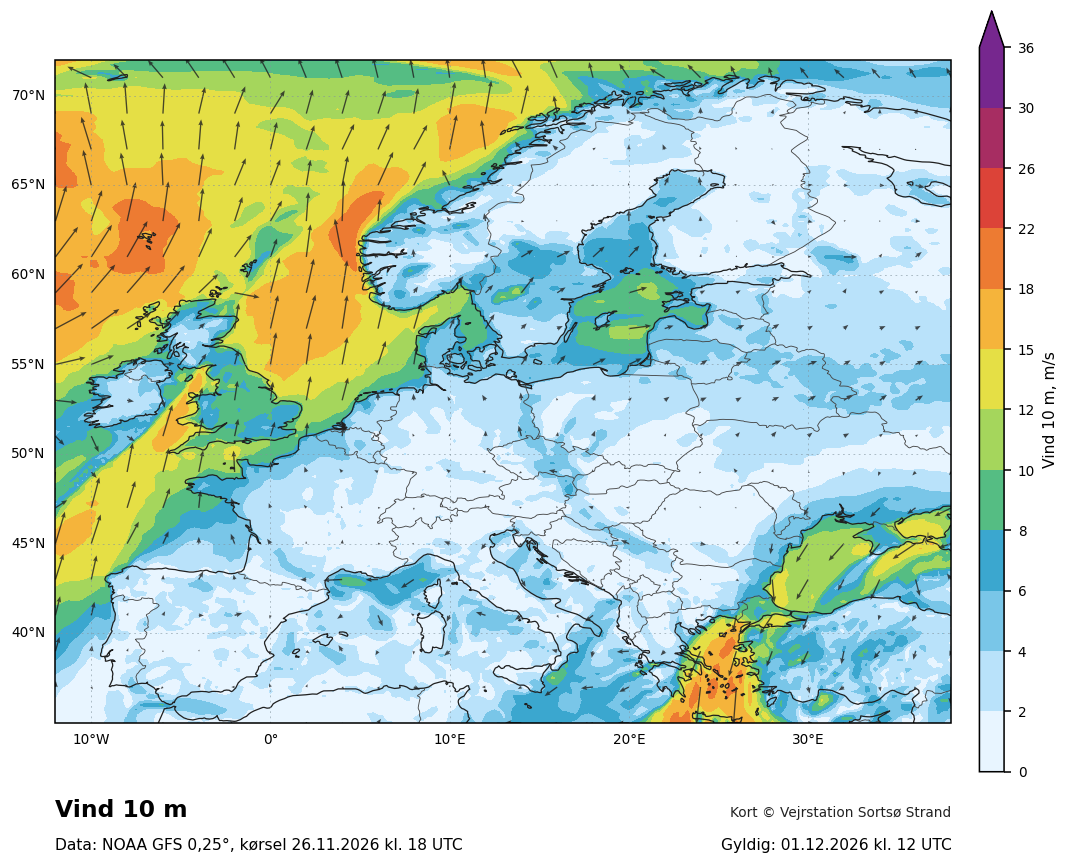 36
30
26
22
18
15
12
10
8
6
4
2
0
Vind 10 m, m/s
70°N
65°N
60°N
55°N
50°N
45°N
40°N
10°W
0°
10°E
20°E
30°E
Vind 10 m
Kort © Vejrstation Sortsø Strand
Data: NOAA GFS 0,25°, kørsel 26.11.2026 kl. 18 UTC
Gyldig: 01.12.2026 kl. 12 UTC